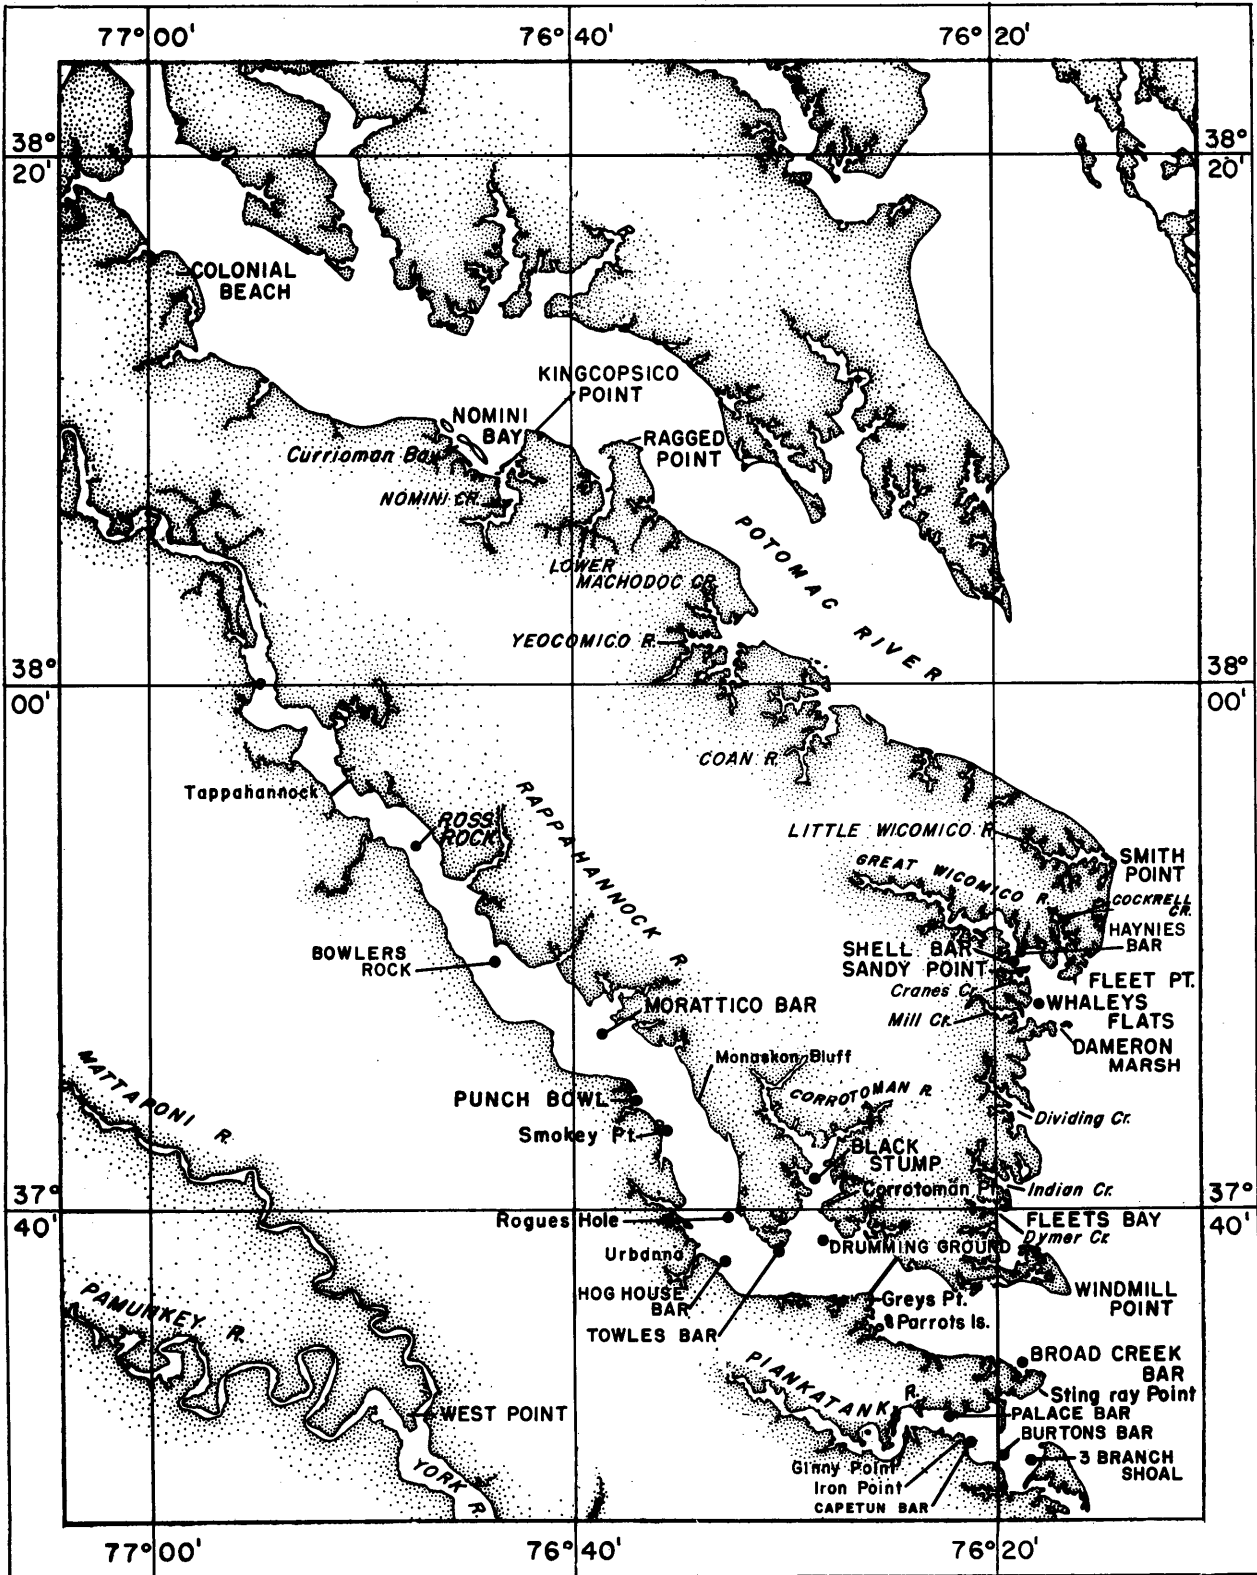 77°00'
76°40'
76°20'
38°
20'
38°
20'
COLONIAL
BEACH
KINGCOPSICO
POINT
NOMINI
BAY
RAGGED
POINT
Currioman Bay
NOMINI CR.
POTOMAC RIVER
LOWER
MACHODOC CR.
YEOCOMICO R.
38°
00'
38°
00'
COAN R.
Tappahannock
RAPPAHANNOCK R.
ROSS
ROCK
LITTLE WICOMICO R.
SMITH
POINT
GREAT WICOMICO R.
COCKRELL
CR.
HAYNIES
BAR
BOWLERS
ROCK
SHELL BAR
SANDY POINT
FLEET PT.
Cranes Cr.
MORATTICO BAR
WHALEYS
FLATS
Mill Cr.
DAMERON
MARSH
Monaskon Bluff
MATTAPONI R.
CORROTOMAN R.
PUNCH BOWL
Dividing Cr.
Smokey Pt.
BLACK
STUMP
37°
40'
37°
40'
Corrotoman Pt.
Indian Cr.
Rogues Hole
FLEETS BAY
Dymer Cr.
Urbanna
DRUMMING GROUND
HOG HOUSE
BAR
WINDMILL
POINT
PAMUNKEY R.
Greys Pt.
& Parrots Is.
TOWLES BAR
BROAD CREEK
BAR
PIANKATANK R.
Sting ray Point
WEST POINT
PALACE BAR
BURTONS BAR
3 BRANCH
SHOAL
YORK R.
Ginny Point
Iron Point
CAPETUN BAR
77°00'
76°40'
76°20'